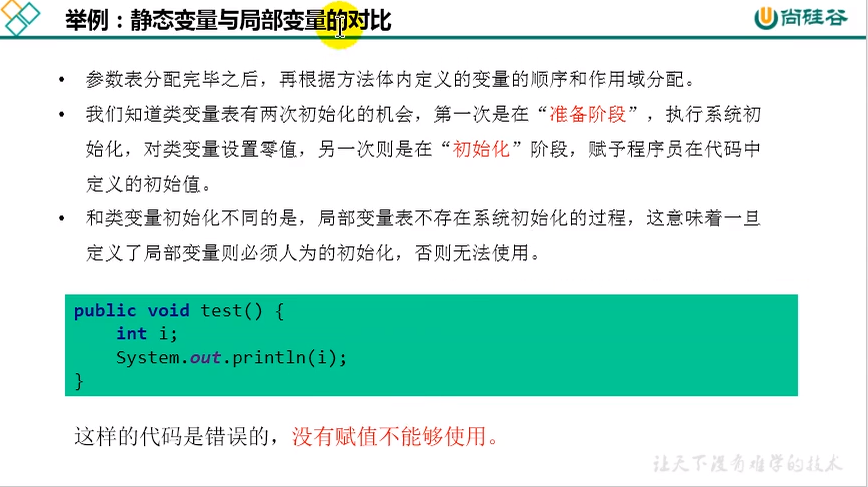 举例：静态变量与局部变量的对比
尚硅谷
• 参数表分配完毕之后，再根据方法体内定义的变量的顺序和作用域分配。
• 我们知道类变量表有两次初始化的机会，第一次是在“准备阶段”，执行系统初
始化，对类变量设置零值，另一次则是在“初始化”阶段，赋予程序员在代码中
定义的初始值。
• 和类变量初始化不同的是，局部变量表不存在系统初始化的过程，这意味着一旦
定义了局部变量则必须人为的初始化，否则无法使用。
public void test() {
    int i;
    System.out.println(i);
}
这样的代码是错误的，没有赋值不能够使用。
让天下没有难学的技术